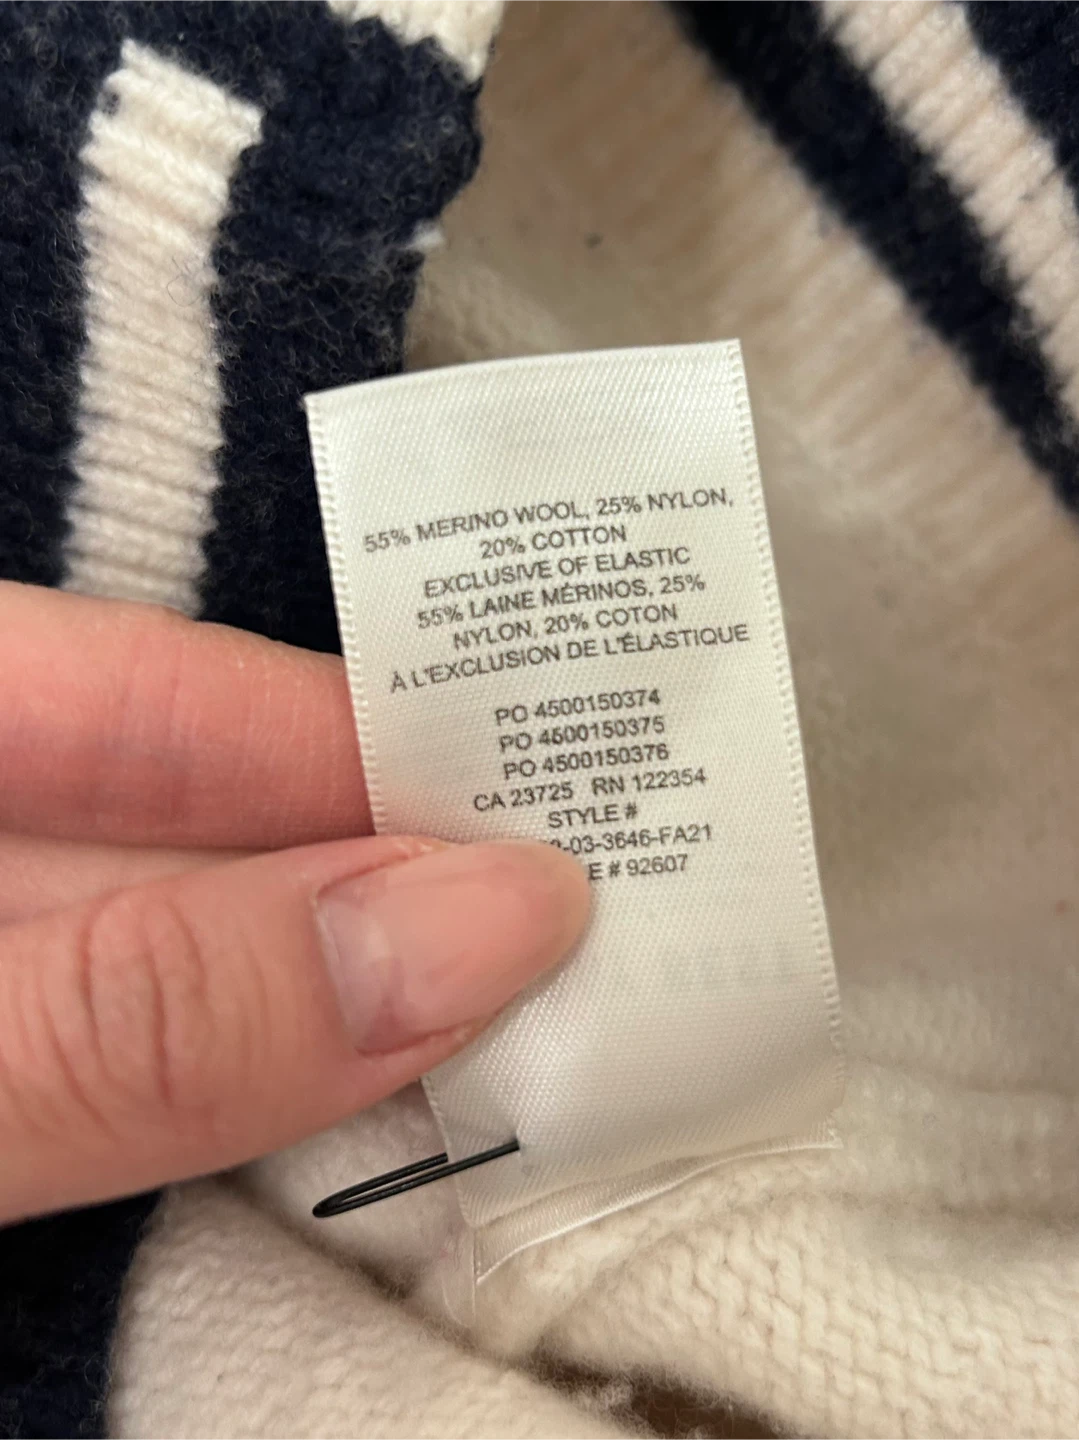 55% MERINO WOOL, 25% NYLON,
20% COTTON
EXCLUSIVE OF ELASTIC
55% LAINE MÉRINOS, 25%
NYLON, 20% COTON
À L'EXCLUSION DE L'ÉLASTIQUE
PO 4500150374
PO 4500150375
PO 4500150376
CA 23725 RN 122354
STYLE #
-03-3646-FA21
E # 92607